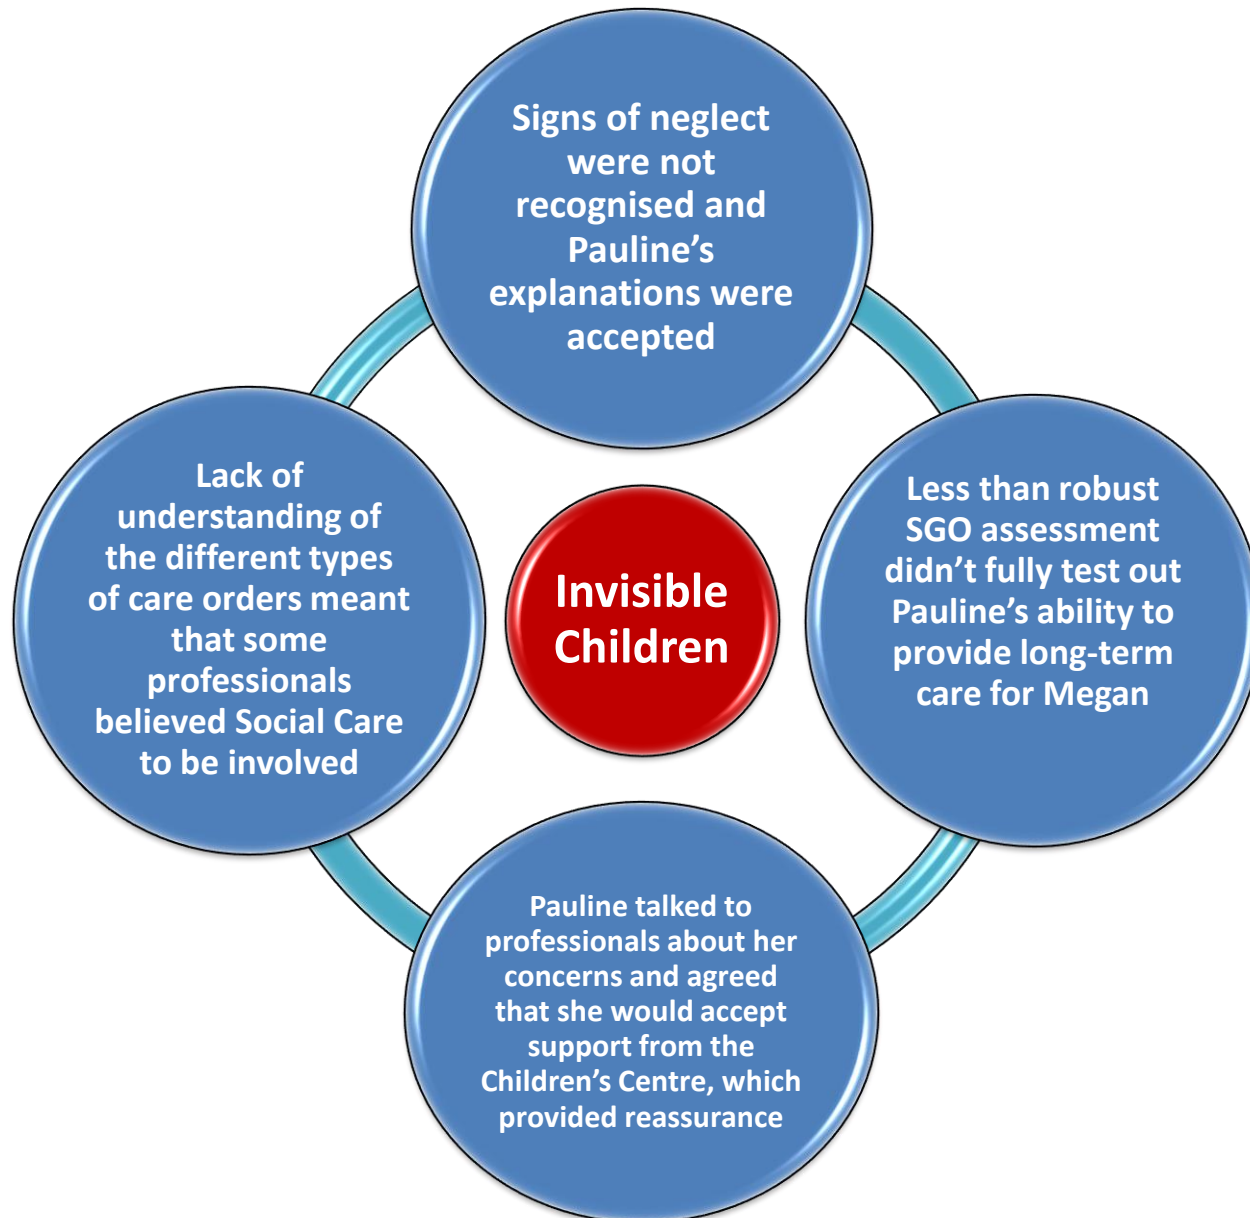 Signs of neglect
were not
recognised and
Pauline’s
explanations were
accepted
Less than robust
SGO assessment
didn’t fully test out
Pauline’s ability to
provide long-term
care for Megan
Pauline talked to
professionals about her
concerns and agreed
that she would accept
support from the
Children’s Centre, which
provided reassurance
Lack of
understanding of
the different types
of care orders meant
that some
professionals
believed Social Care
to be involved
Invisible
Children